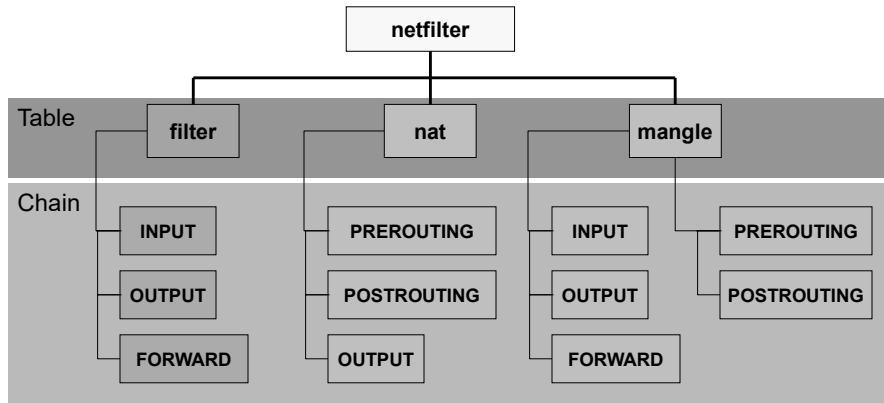 netfilter
Table
filter
nat
mangle
Chain
INPUT
PREROUTING
INPUT
PREROUTING
OUTPUT
POSTROUTING
OUTPUT
POSTROUTING
FORWARD
OUTPUT
FORWARD